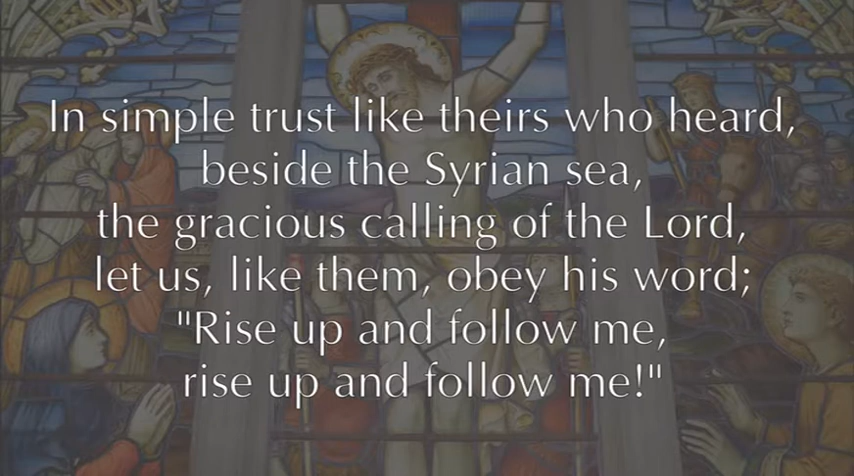 In simple trust like theirs who heard,
beside the Syrian sea,
the gracious calling of the Lord,
let us, like them, obey his word;
"Rise up and follow me,
rise up and follow me!"